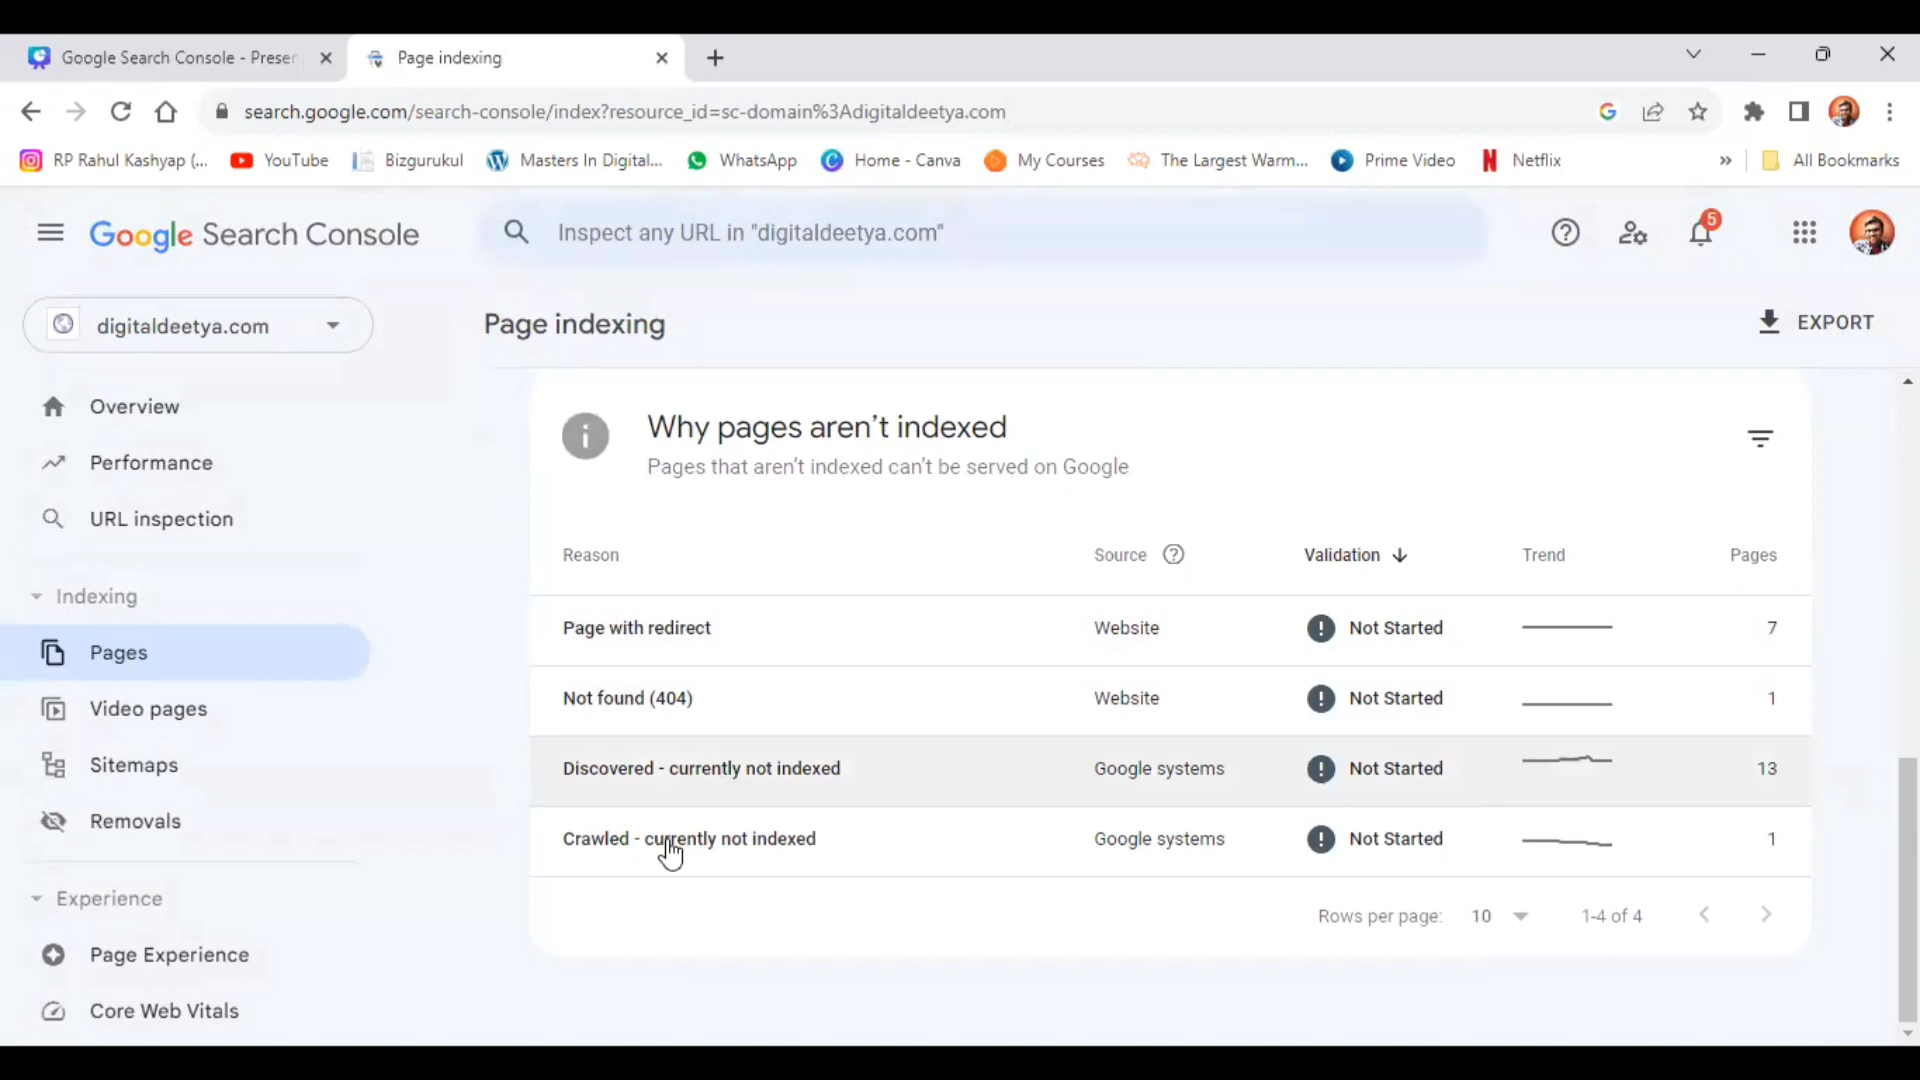 Google Search Console - Preser
Page indexing
search.google.com/search-console/index?resource_id=sc-domain%3Adigitaldeetya.com
RP Rahul Kashyap (... YouTube Bizgurukul Masters In Digital... WhatsApp Home - Canva My Courses The Largest Warm... Prime Video Netflix » All Bookmarks
Google Search Console
Inspect any URL in "digitaldeetya.com"
5
digitaldeetya.com
Page indexing
EXPORT
Overview
Performance
URL inspection
Indexing
Pages
Video pages
Sitemaps
Removals
Experience
Page Experience
Core Web Vitals
Why pages aren't indexed
Pages that aren't indexed can't be served on Google
Reason Source Validation Trend Pages
Page with redirect Website Not Started 7
Not found (404) Website Not Started 1
Discovered - currently not indexed Google systems Not Started 13
Crawled - currently not indexed Google systems Not Started 1
Rows per page: 10 1-4 of 4